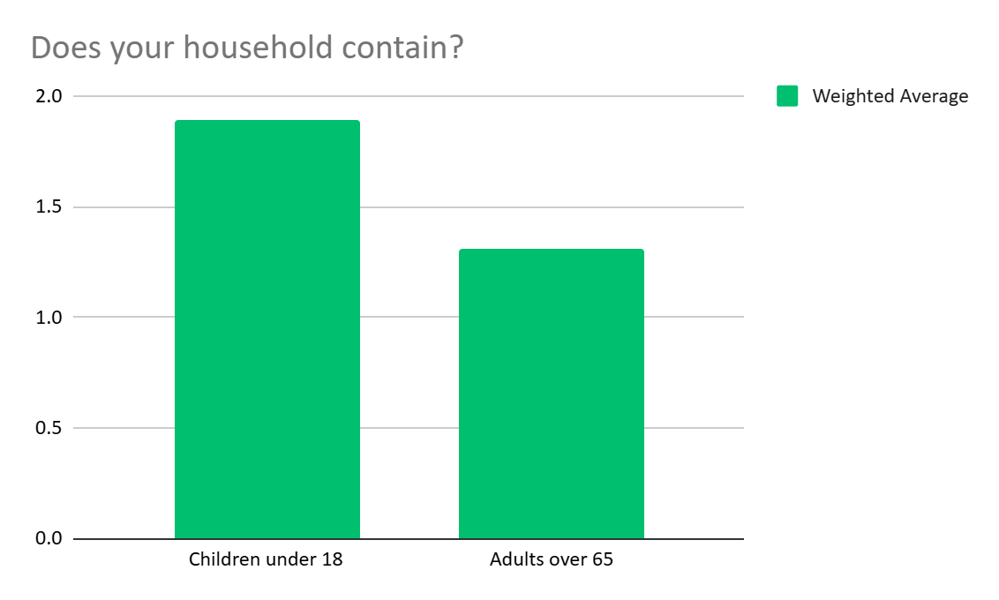 Does your household contain?
2.0
Weighted Average
1.5
1.0
0.5
0.0
Children under 18
Adults over 65